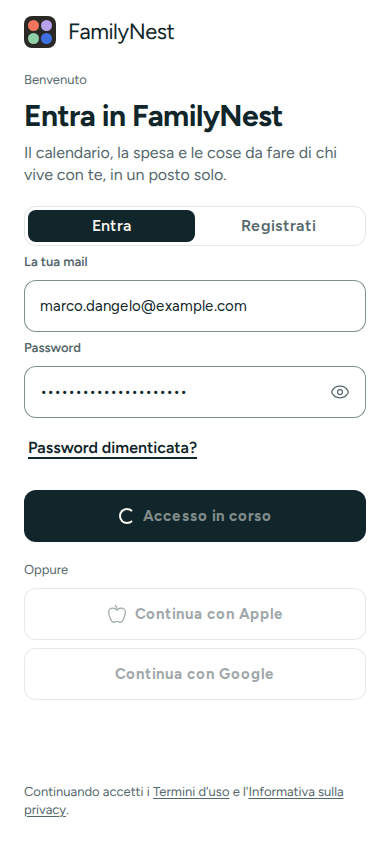 FamilyNest
Benvenuto
Entra in FamilyNest
Il calendario, la spesa e le cose da fare di chi
vive con te, in un posto solo.
Entra
Registrati
La tua mail
marco.dangelo@example.com
Password
•••••••••••••••••••••
Password dimenticata?
Accesso in corso
Oppure
Continua con Apple
Continua con Google
Continuando accetti i Termini d'uso e l'Informativa sulla
privacy.